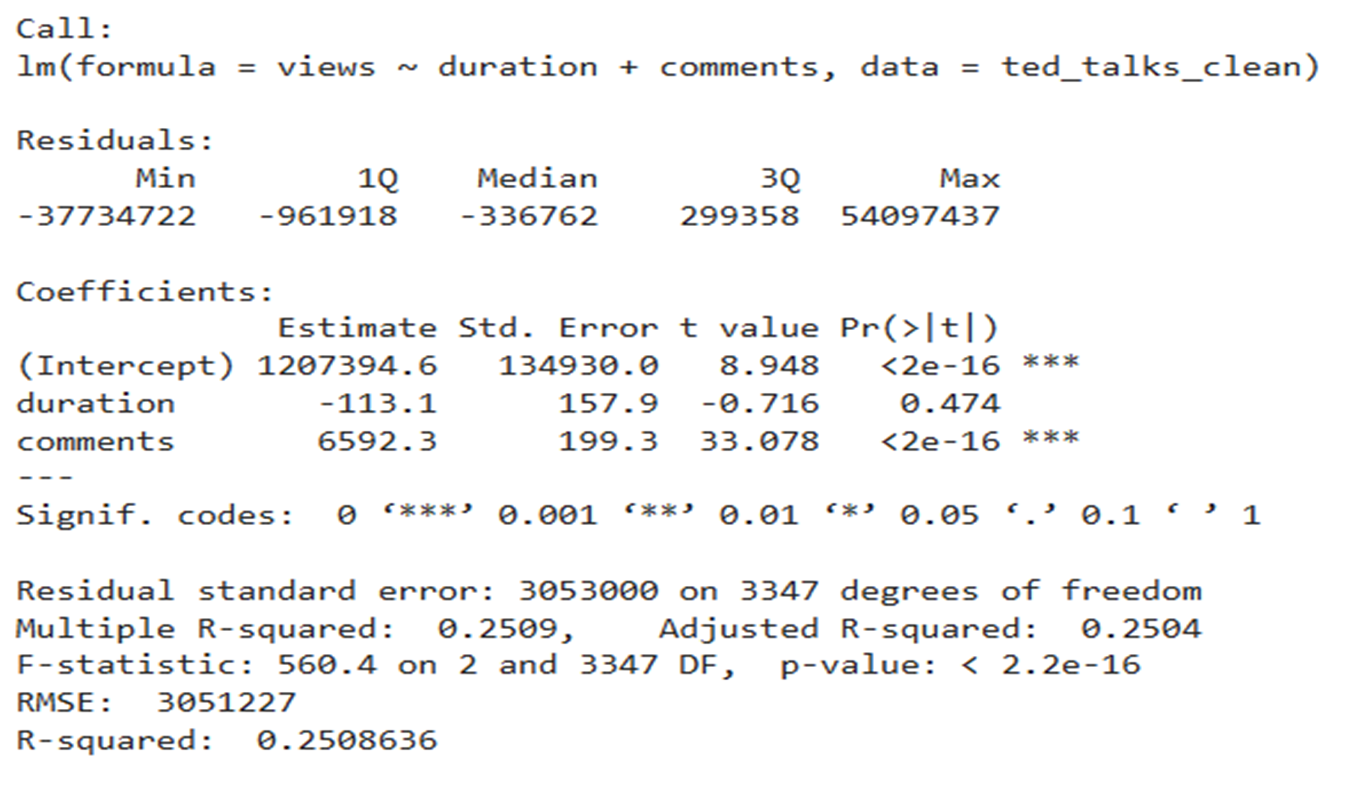 Call:
lm(formula = views ~ duration + comments, data = ted_talks_clean)
Residuals:
Min 1Q Median 3Q Max
-37734722 -961918 -336762 299358 54097437
Coefficients:
Estimate Std. Error t value Pr(>|t|)
(Intercept) 1207394.6 134930.0 8.948 <2e-16 ***
duration -113.1 157.9 -0.716 0.474
comments 6592.3 199.3 33.078 <2e-16 ***
---
Signif. codes: 0 ‘***’ 0.001 ‘**’ 0.01 ‘*’ 0.05 ‘.’ 0.1 ‘ ’ 1
Residual standard error: 3053000 on 3347 degrees of freedom
Multiple R-squared: 0.2509, Adjusted R-squared: 0.2504
F-statistic: 560.4 on 2 and 3347 DF, p-value: < 2.2e-16
RMSE: 3051227
R-squared: 0.2508636